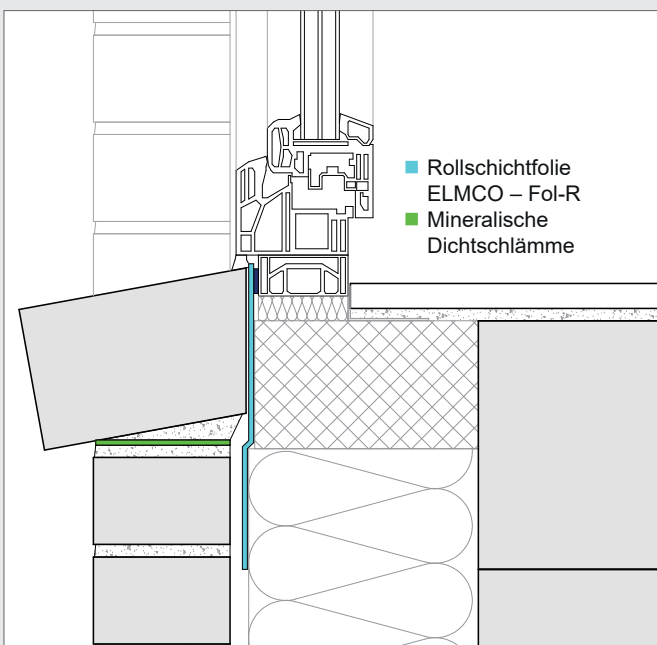 Rollschichtfolie
ELMCO – Fol-R
Mineralische
Dichtschlämme